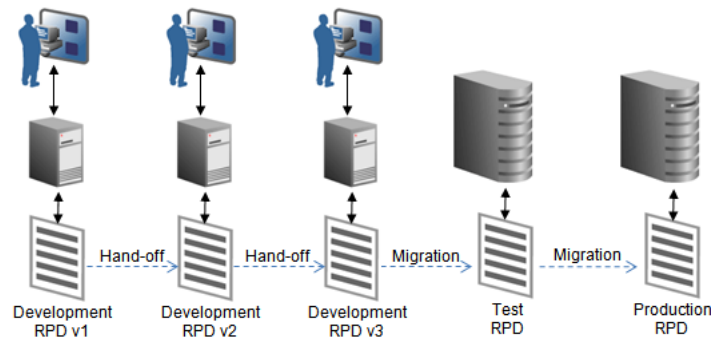 Hand-off
Hand-off
Migration
Migration
Development
RPD v1
Development
RPD v2
Development
RPD v3
Test
RPD
Production
RPD